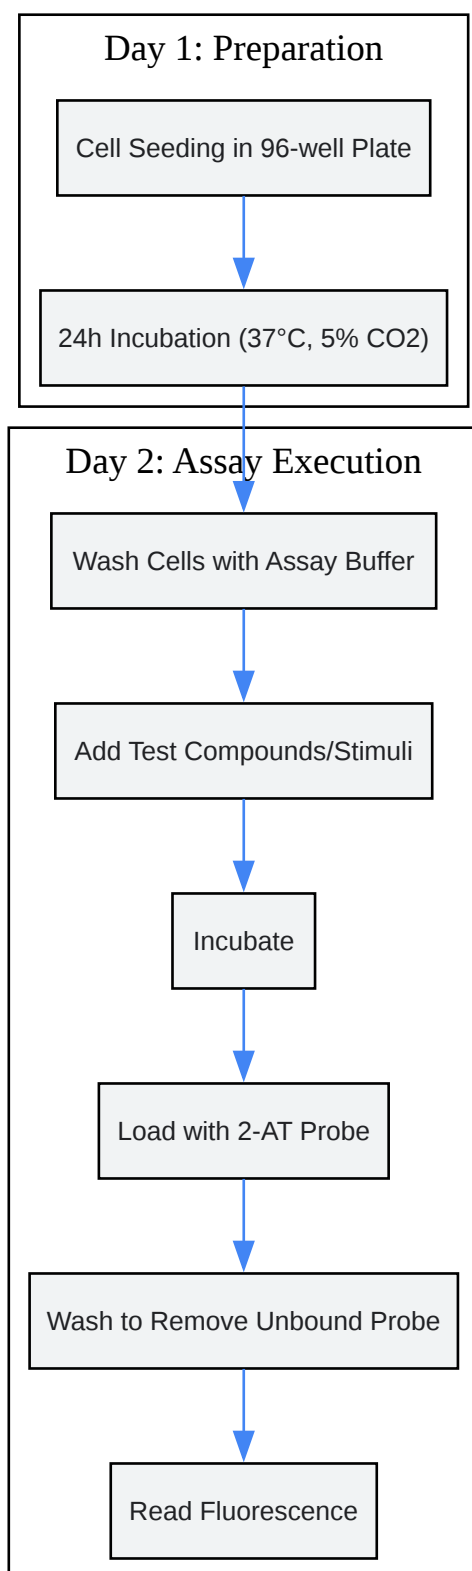 Day 1: Preparation
Cell Seeding in 96-well Plate
24h Incubation (37°C, 5% CO2)
Day 2: Assay Execution
Wash Cells with Assay Buffer
Add Test Compounds/Stimuli
Incubate
Load with 2-AT Probe
Wash to Remove Unbound Probe
Read Fluorescence